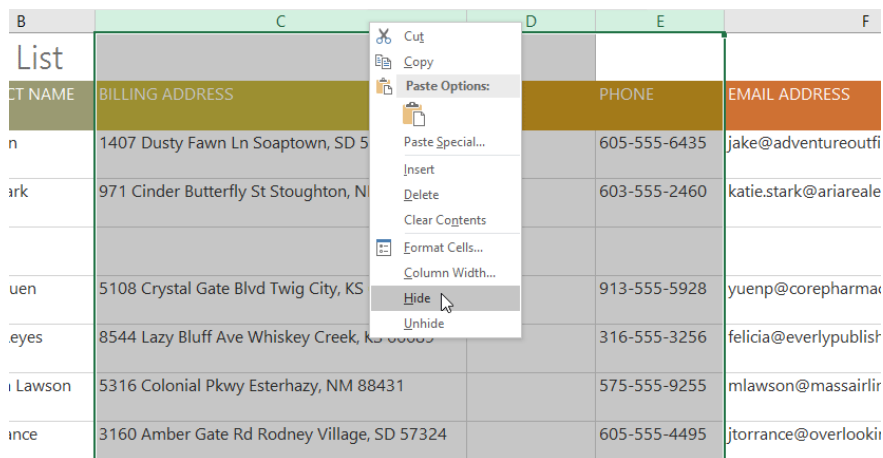 B C D E F
List
CT NAME BILLING ADDRESS PHONE EMAIL ADDRESS
n 1407 Dusty Fawn Ln Soaptown, SD 5 605-555-6435 jake@adventureoutfi
ark 971 Cinder Butterfly St Stoughton, N 603-555-2460 katie.stark@ariareale
uen 5108 Crystal Gate Blvd Twig City, KS 913-555-5928 yuenp@corepharmac
eyes 8544 Lazy Bluff Ave Whiskey Creek, 316-555-3256 felicia@everlypublish
Lawson 5316 Colonial Pkwy Esterhazy, NM 88431 575-555-9255 mlawson@massairlin
ance 3160 Amber Gate Rd Rodney Village, SD 57324 605-555-4495 jtorrance@overlooki
Cut
Copy
Paste Options:
Paste Special...
Insert
Delete
Clear Contents
Format Cells...
Column Width...
Hide
Unhide